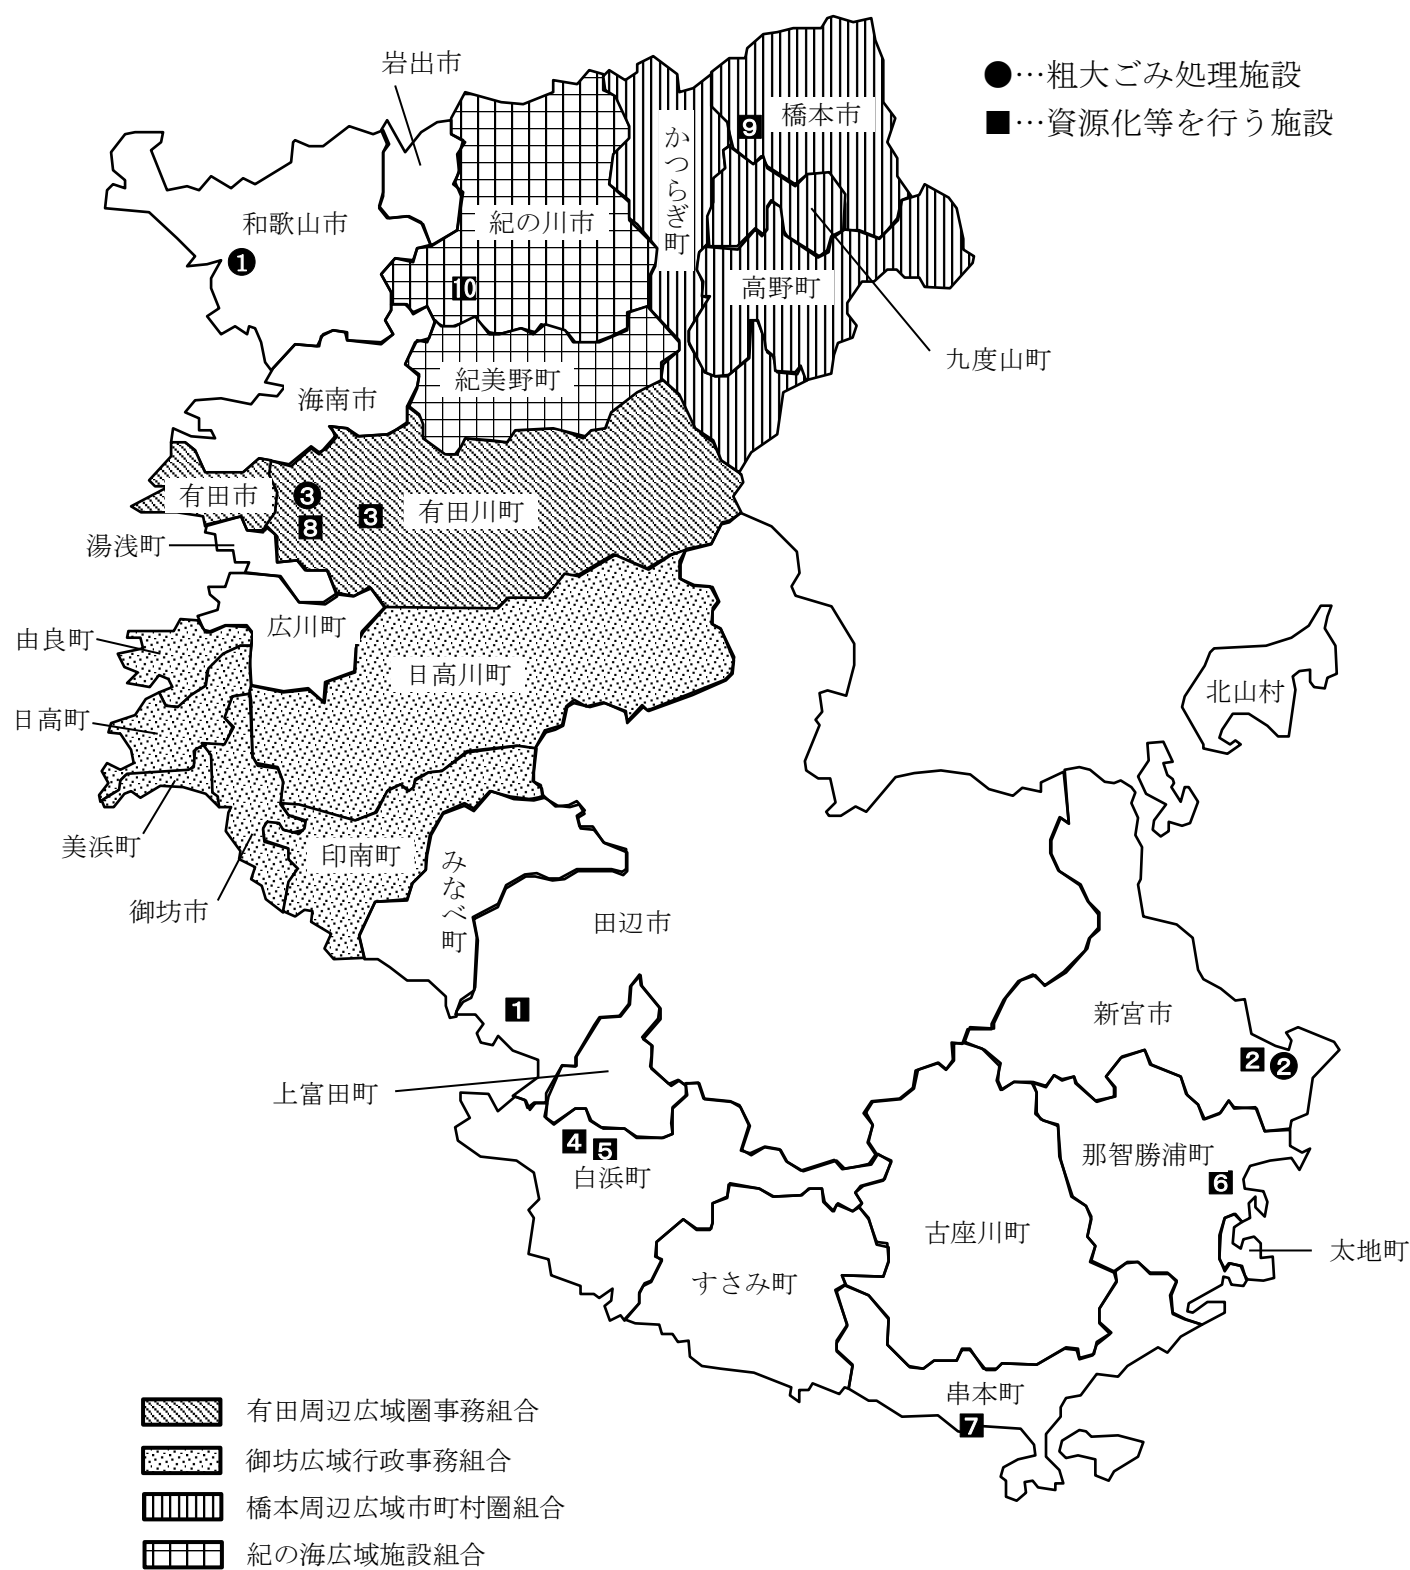 岩出市
●…粗大ごみ処理施設
■…資源化等を行う施設
橋本市
9
かつらぎ町
和歌山市
1
紀の川市
10
高野町
九度山町
紀美野町
海南市
有田市
3
8
3
有田川町
湯浅町
広川町
由良町
日高川町
日高町
北山村
美浜町
印南町
みなべ町
御坊市
田辺市
1
新宮市
2
2
上富田町
4
5
白浜町
那智勝浦町
6
古座川町
太地町
すさみ町
串本町
7
有田周辺広域圏事務組合
御坊広域行政事務組合
橋本周辺広域市町村圏組合
紀の海広域施設組合